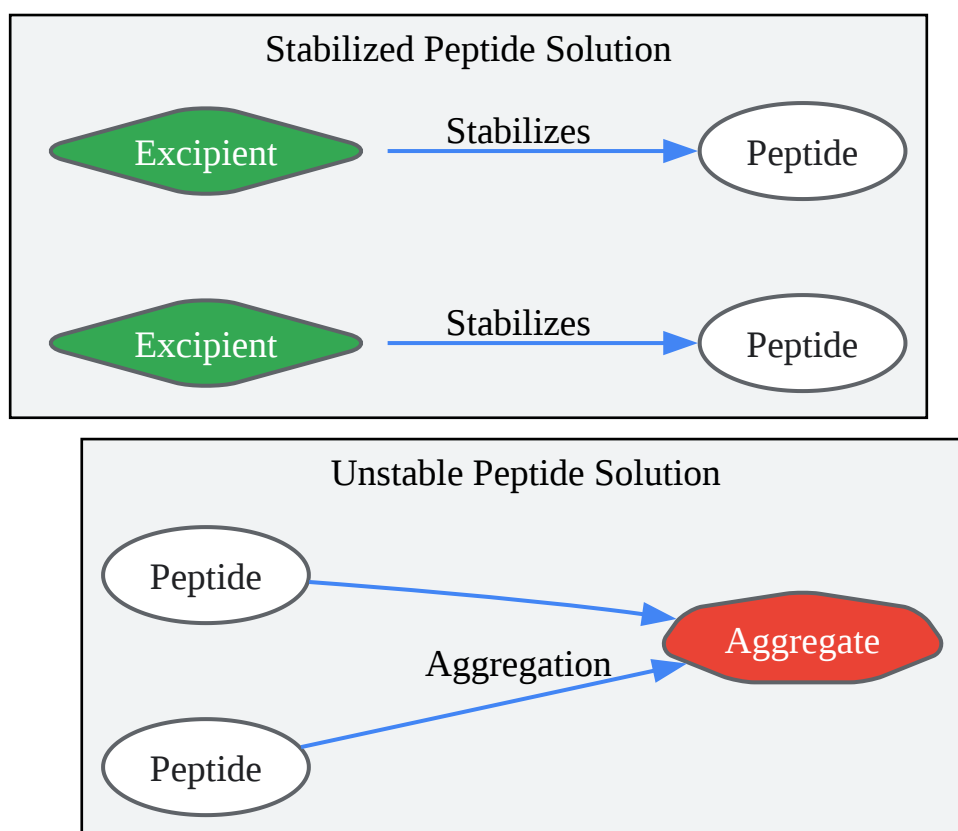 Stabilized Peptide Solution
Excipient
Stabilizes
Peptide
Excipient
Stabilizes
Peptide
Unstable Peptide Solution
Peptide
Aggregate
Aggregation
Peptide